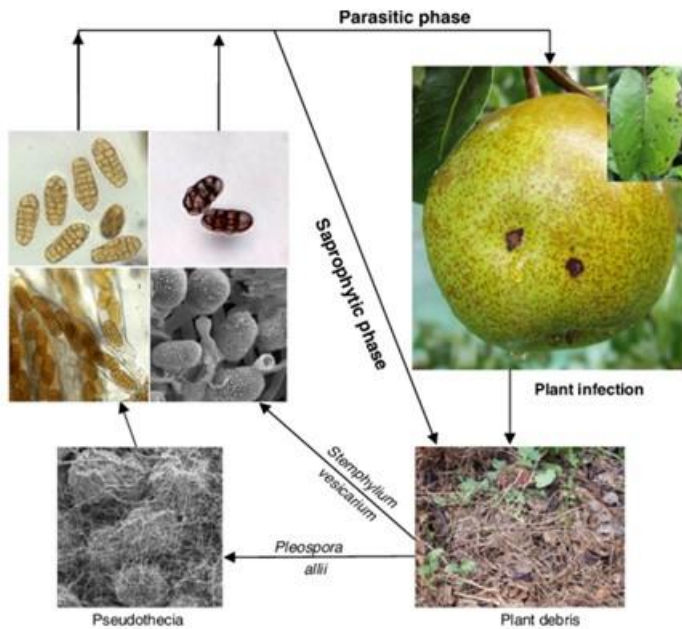 Parasitic phase
Saprophytic phase
Plant infection
Stemphylium
vesicarium
Pleospora
allii
Pseudothecia
Plant debris